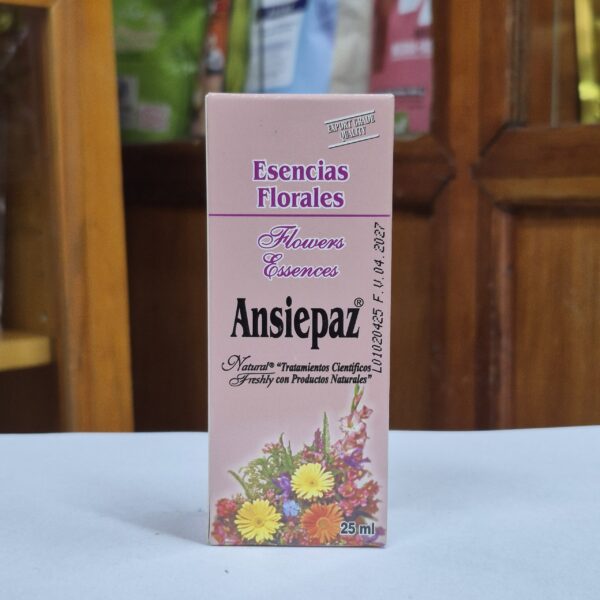 EXPORT GRADE
QUALITY
Esencias
Florales
Flowers
Essences
Ansiepaz®
Natural® "Tratamientos Científicos
Freshly con Productos Naturales"
25 ml
L01020425 F.V.04.2027